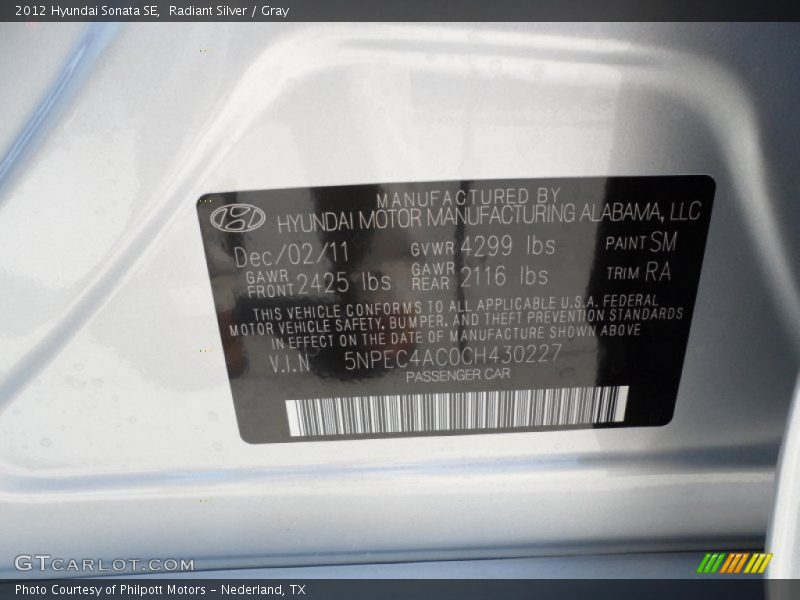 2012 Hyundai Sonata SE, Radiant Silver / Gray
MANUFACTURED BY
HYUNDAI MOTOR MANUFACTURING ALABAMA, LLC
Dec/02/11 GVWR 4299 lbs PAINT SM
GAWR FRONT 2425 lbs GAWR REAR 2116 lbs TRIM RA
THIS VEHICLE CONFORMS TO ALL APPLICABLE U.S.A. FEDERAL
MOTOR VEHICLE SAFETY, BUMPER, AND THEFT PREVENTION STANDARDS
IN EFFECT ON THE DATE OF MANUFACTURE SHOWN ABOVE
V.I.N 5NPEC4AC0CH430227
PASSENGER CAR
GTCARLOT.COM
Photo Courtesy of Philpott Motors - Nederland, TX